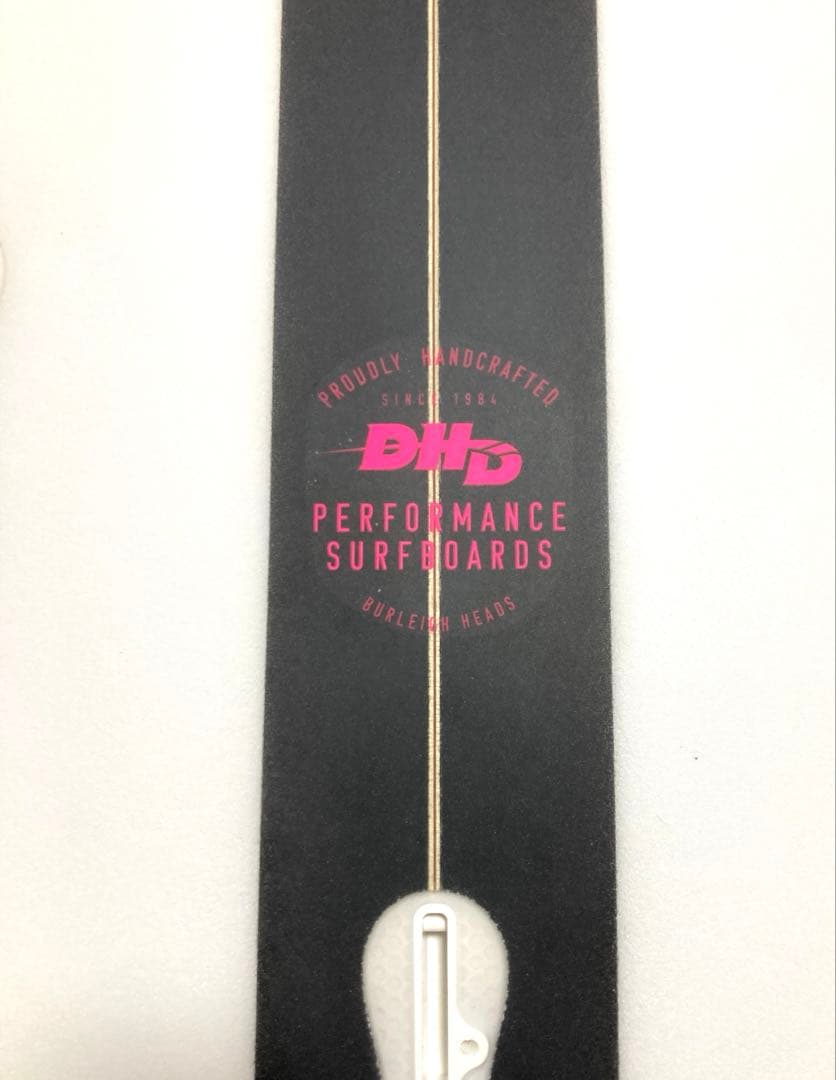 PROUDLY HANDCRAFTED
SINCE 1984
DHD
PERFORMANCE
SURFBOARDS
BURLEIGH HEADS